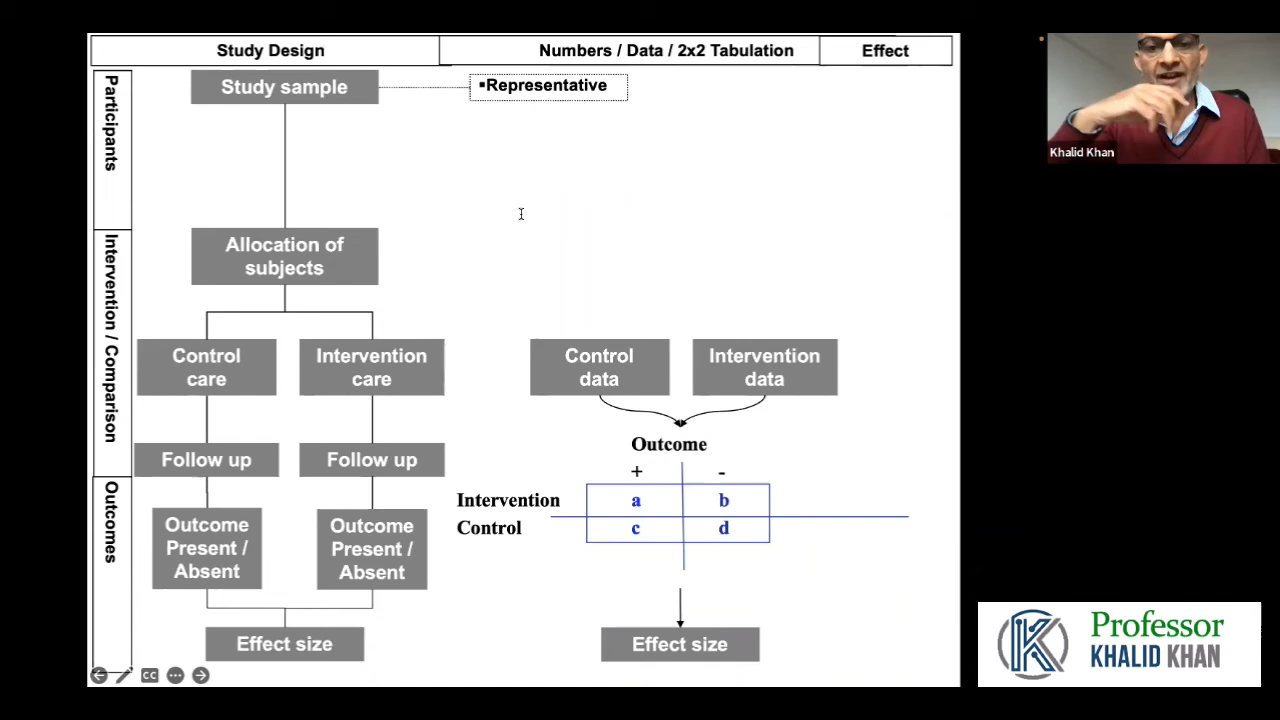 Study Design
Numbers / Data / 2x2 Tabulation
Effect
Participants
Study sample
▪Representative
Intervention / Comparison
Allocation of
subjects
Control
care
Intervention
care
Control
data
Intervention
data
Follow up
Follow up
Outcome
+ -
Intervention a b
Control c d
Outcomes
Outcome
Present /
Absent
Outcome
Present /
Absent
Effect size
Effect size
CC
Khalid Khan
K
Professor
KHALID KHAN